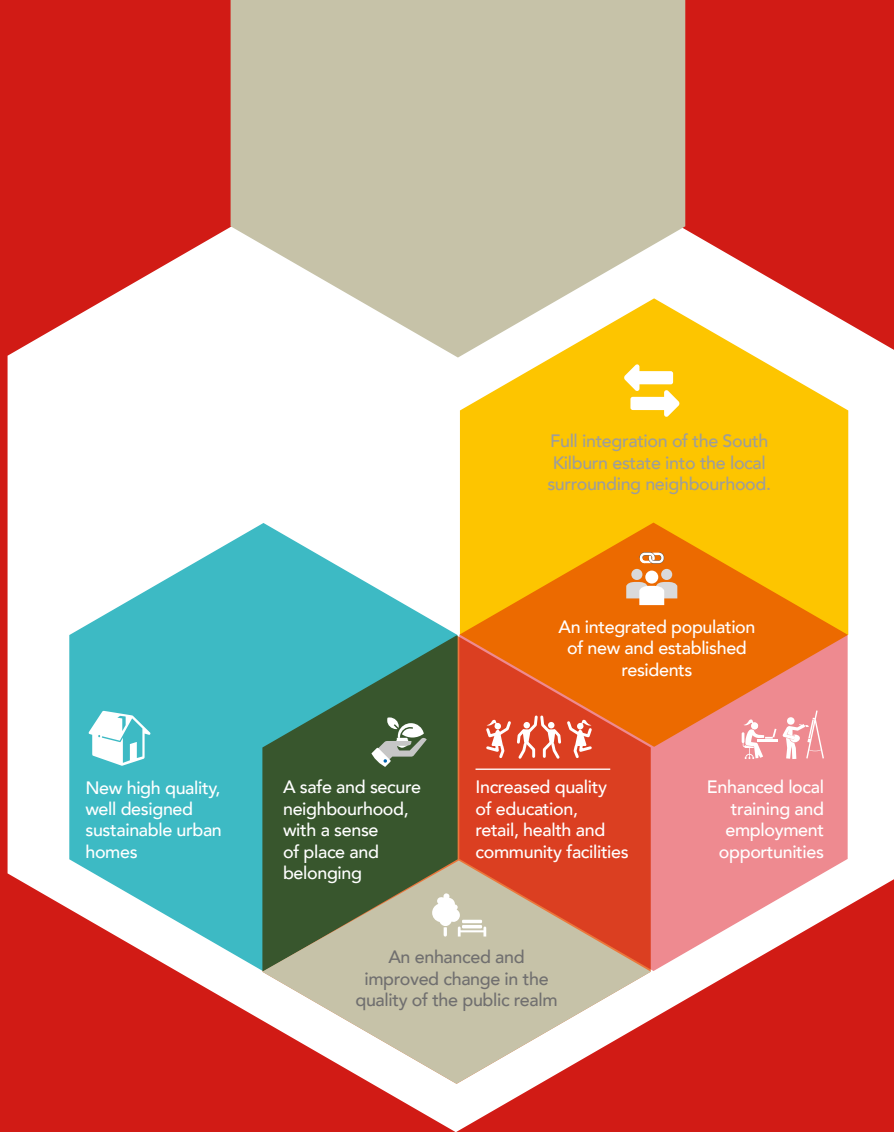 Full integration of the South
Kilburn estate into the local
surrounding neighbourhood.
An integrated population
of new and established
residents
New high quality,
well designed
sustainable urban
homes
A safe and secure
neighbourhood,
with a sense
of place and
belonging
Increased quality
of education,
retail, health and
community facilities
Enhanced local
training and
employment
opportunities
An enhanced and
improved change in the
quality of the public realm